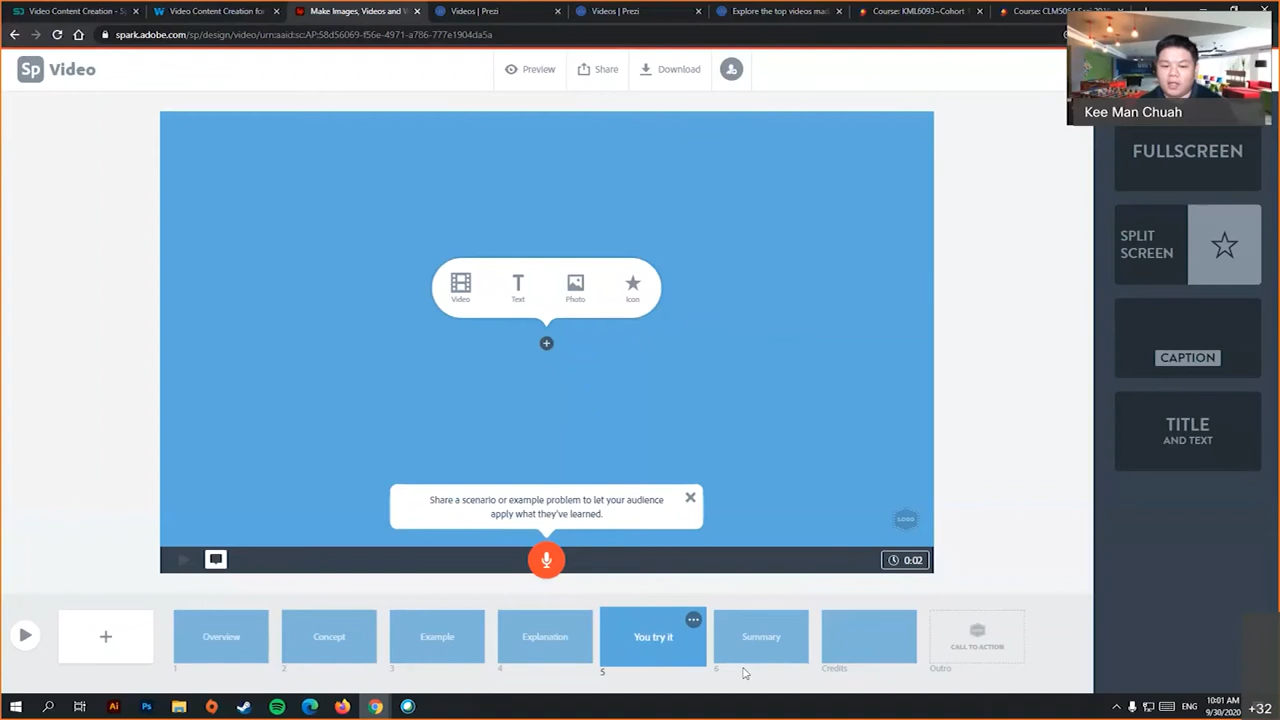 Video Content Creation - S
Video Content Creation for
Make Images, Videos and W
Videos | Prezi
Videos | Prezi
Explore the top videos mad
Course: KML6093~Cohort
spark.adobe.com/sp/design/video/urn:aaid:sc:AP:58d56069-f56e-4971-a786-777e1904da5a
Sp Video
Preview
Share
Download
Kee Man Chuah
FULLSCREEN
SPLIT
SCREEN
CAPTION
TITLE
AND TEXT
Video
Text
Photo
Icon
Share a scenario or example problem to let your audience
apply what they've learned.
LOGO
0:02
Overview
Concept
Example
Explanation
You try it
Summary
CALL TO ACTION
1
2
3
4
5
6
Credits
Outro
Ai
Ps
ENG
10:01 AM
9/30/2020
+32